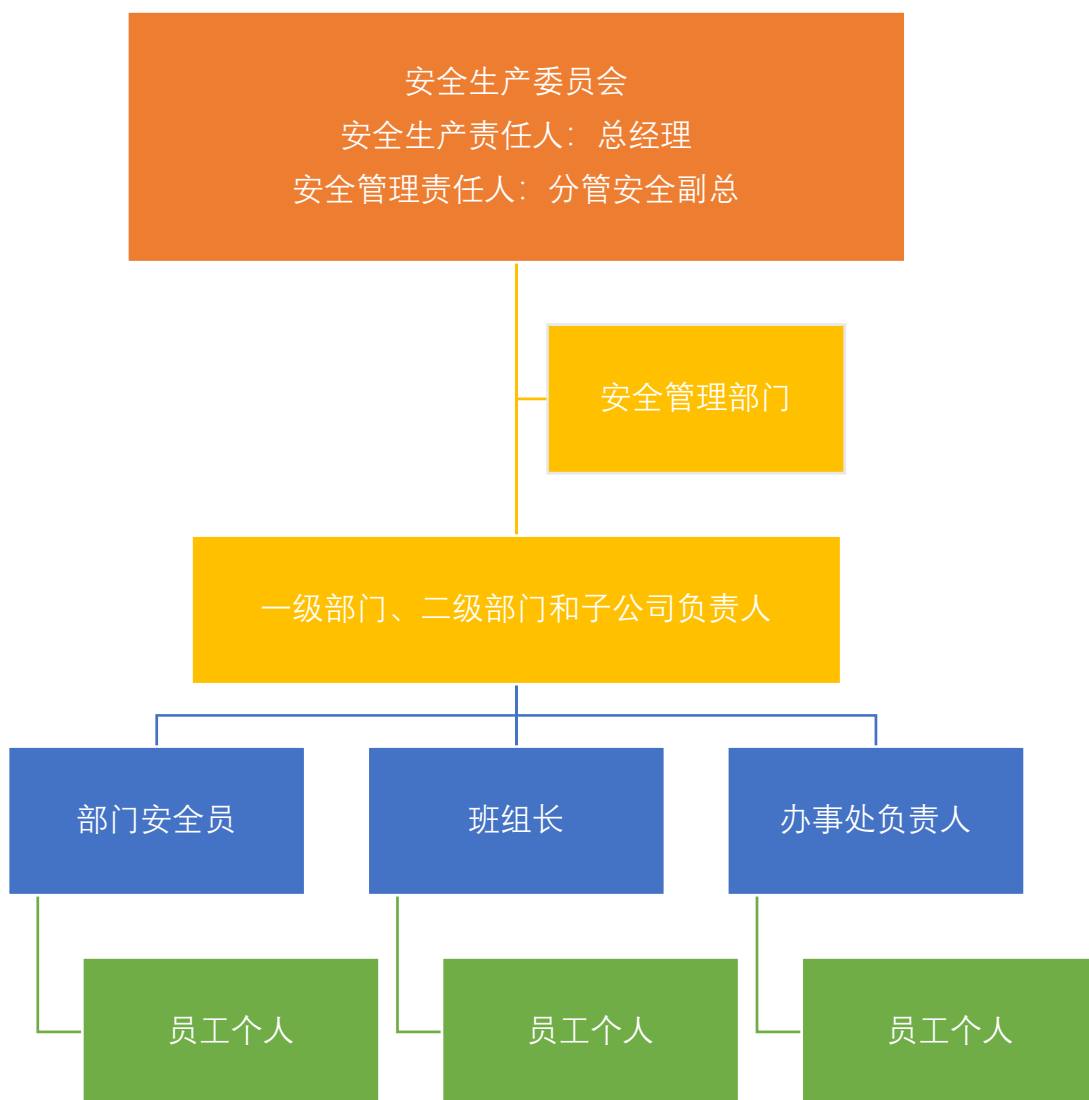 安全生产委员会
安全生产责任人：总经理
安全管理责任人：分管安全副总
安全管理部门
一级部门、二级部门和子公司负责人
部门安全员
班组长
办事处负责人
员工个人
员工个人
员工个人